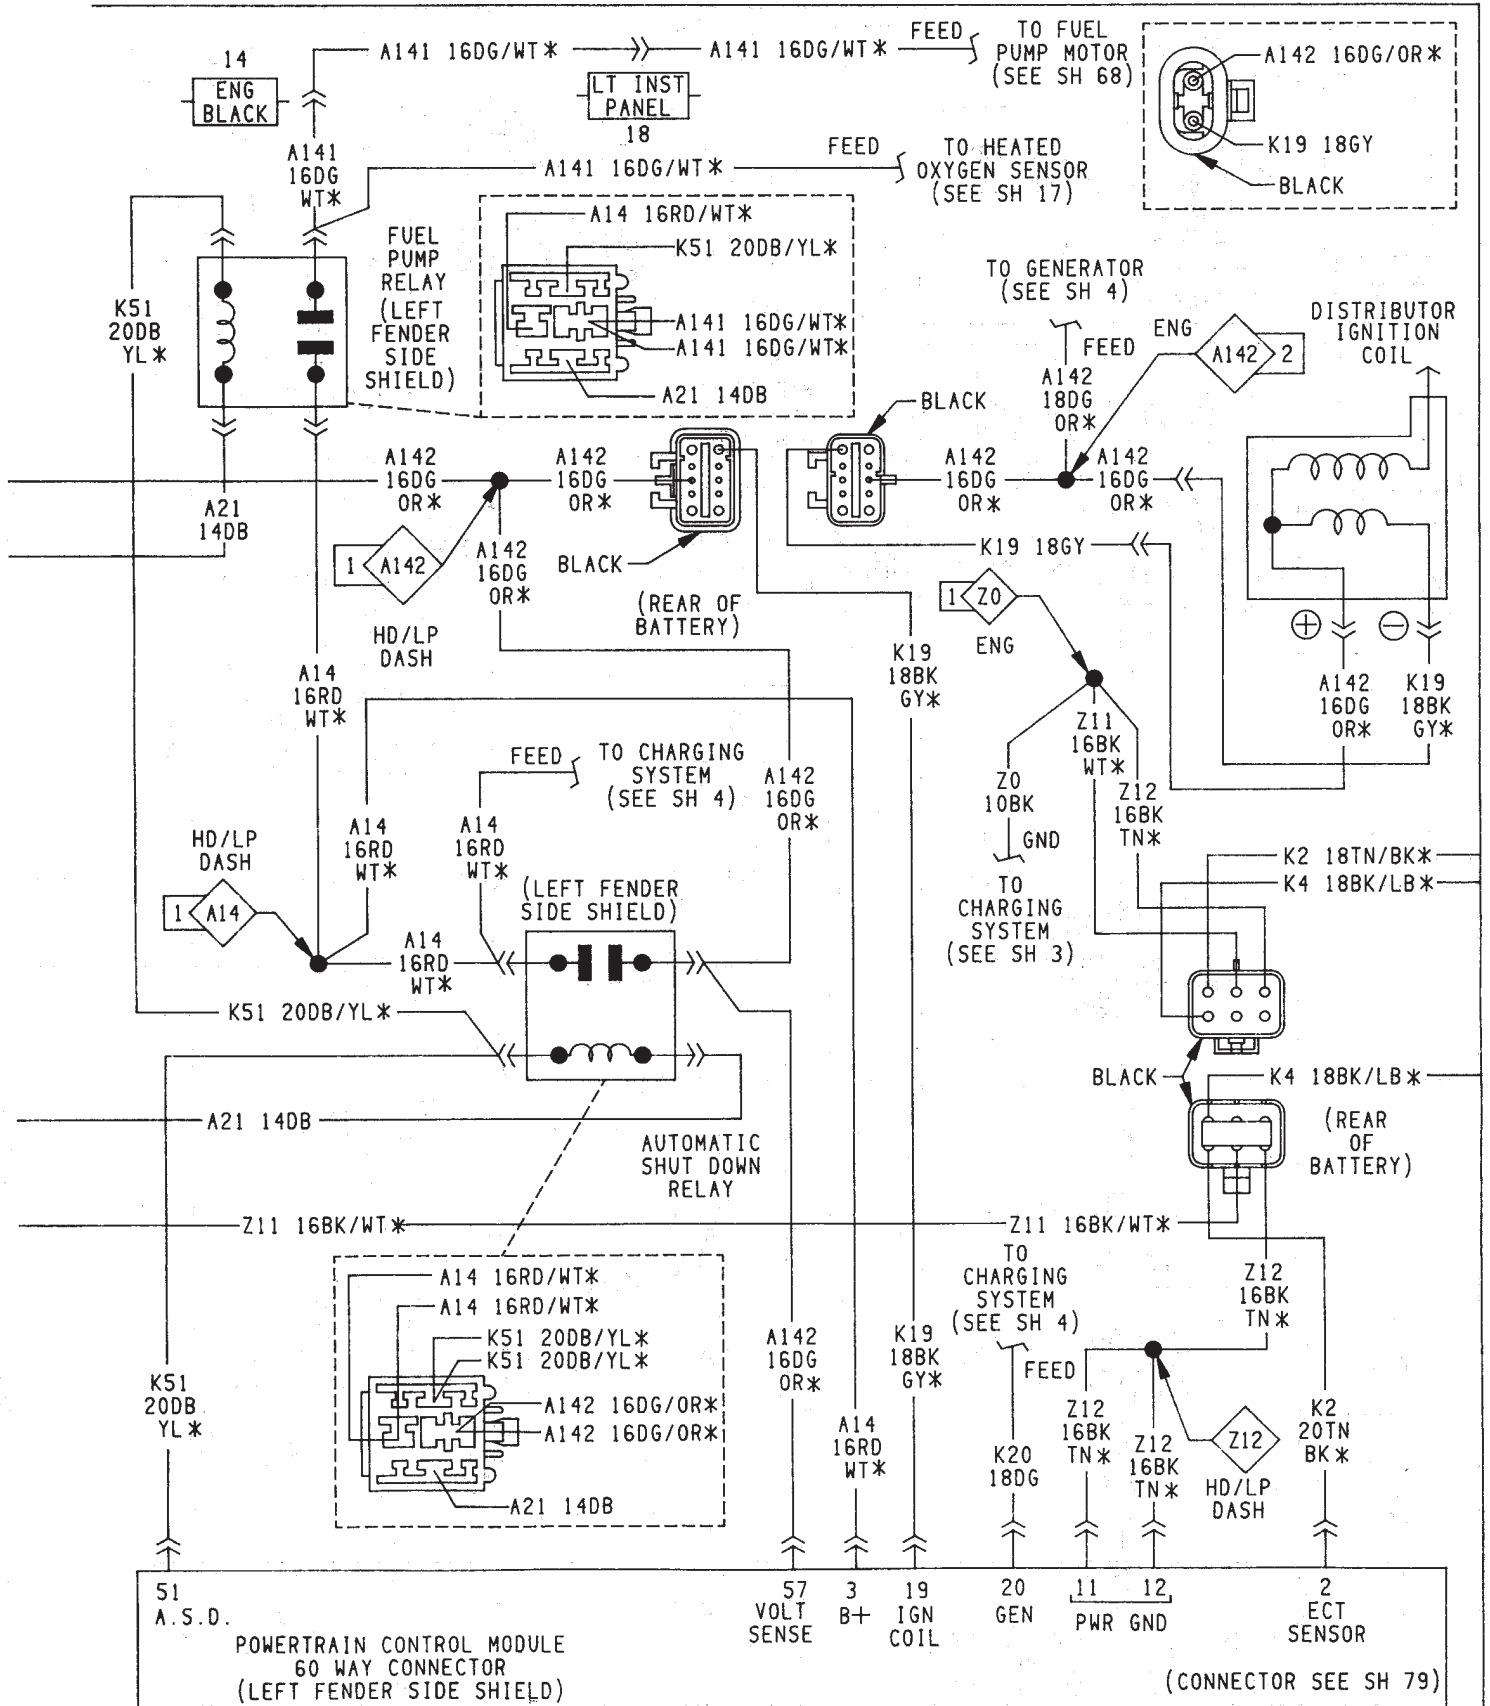 A141 16DG/WT*
A141 16DG/WT*
FEED
TO FUEL
PUMP MOTOR
(SEE SH 68)
A142 16DG/OR*
K19 18GY
BLACK
14
ENG
BLACK
LT INST
PANEL
18
A141
16DG
WT*
A141 16DG/WT*
FEED
TO HEATED
OXYGEN SENSOR
(SEE SH 17)
A14 16RD/WT*
K51 20DB/YL*
A141 16DG/WT*
A141 16DG/WT*
A21 14DB
FUEL
PUMP
RELAY
(LEFT
FENDER
SIDE
SHIELD)
K51
20DB
YL*
TO GENERATOR
(SEE SH 4)
FEED
ENG
A142
2
DISTRIBUTOR
IGNITION
COIL
A142
18DG
OR*
BLACK
A142
16DG
OR*
A142
16DG
OR*
A142
16DG
OR*
A142
16DG
OR*
A21
14DB
1
A142
A142
16DG
OR*
BLACK
K19 18GY
HD/LP
DASH
(REAR OF
BATTERY)
1
Z0
ENG
+
−
K19
18BK
GY*
A14
16RD
WT*
A142
16DG
OR*
K19
18BK
GY*
Z11
16BK
WT*
FEED
TO CHARGING
SYSTEM
(SEE SH 4)
A142
16DG
OR*
Z0
10BK
GND
Z12
16BK
TN*
TO
CHARGING
SYSTEM
(SEE SH 3)
HD/LP
DASH
1
A14
A14
16RD
WT*
A14
16RD
WT*
(LEFT FENDER
SIDE SHIELD)
K2 18TN/BK*
K4 18BK/LB*
A14
16RD
WT*
K51 20DB/YL*
BLACK
K4 18BK/LB*
(REAR
OF
BATTERY)
A21 14DB
AUTOMATIC
SHUT DOWN
RELAY
Z11 16BK/WT*
Z11 16BK/WT*
TO
CHARGING
SYSTEM
(SEE SH 4)
FEED
Z12
16BK
TN*
A14 16RD/WT*
A14 16RD/WT*
K51 20DB/YL*
K51 20DB/YL*
A142 16DG/OR*
A142 16DG/OR*
A21 14DB
K51
20DB
YL*
A142
16DG
OR*
K19
18BK
GY*
A14
16RD
WT*
K20
18DG
Z12
16BK
TN*
Z12
16BK
TN*
Z12
HD/LP
DASH
K2
20TN
BK*
51
A.S.D.
57
VOLT
SENSE
3
B+
19
IGN
COIL
20
GEN
11
12
PWR GND
2
ECT
SENSOR
POWERTRAIN CONTROL MODULE
60 WAY CONNECTOR
(LEFT FENDER SIDE SHIELD)
(CONNECTOR SEE SH 79)